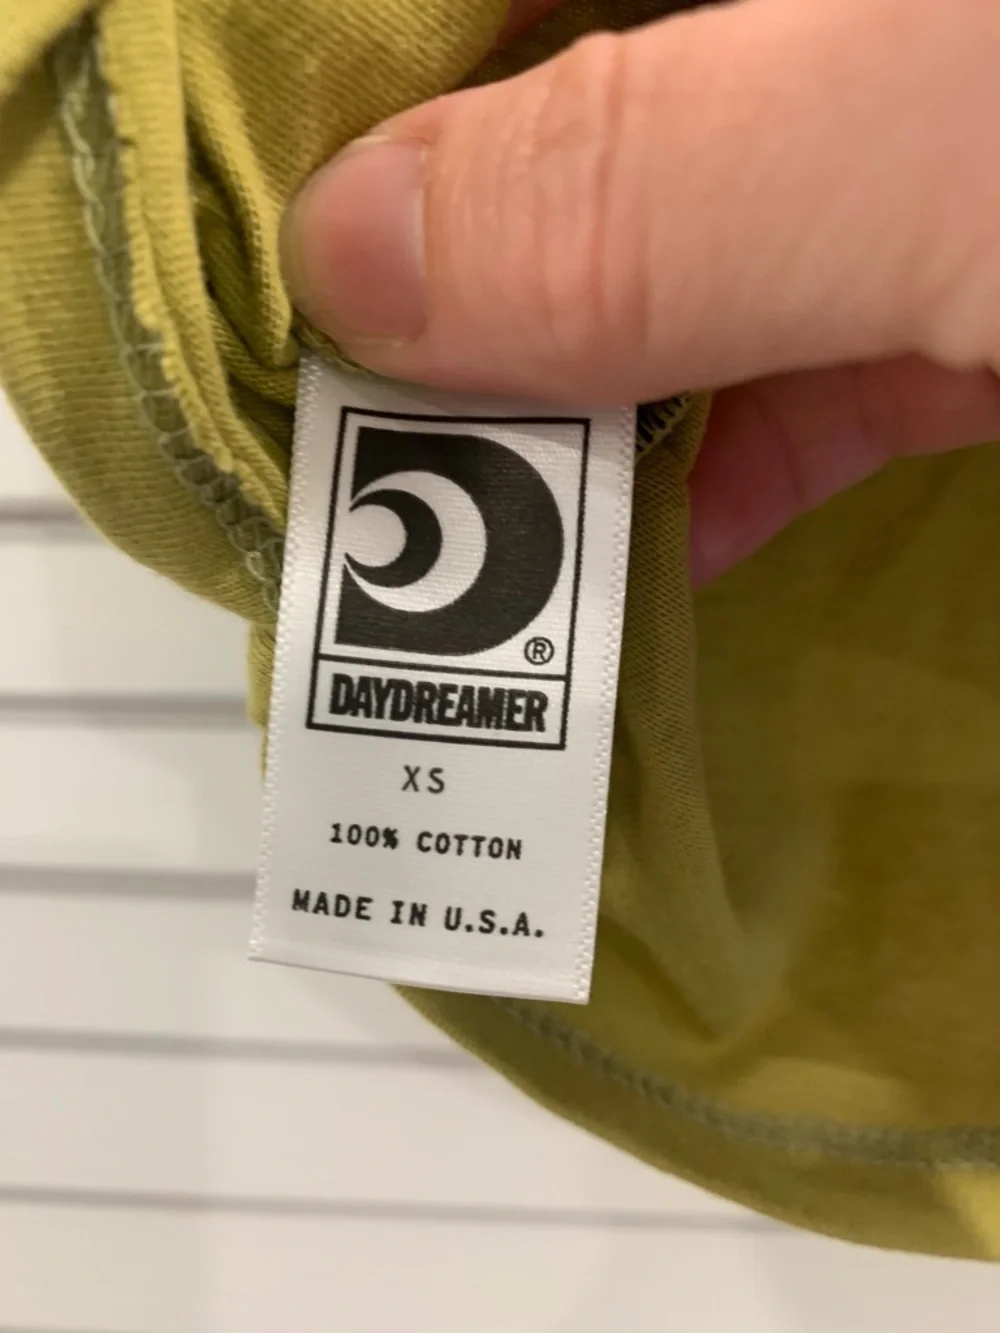 ®
DAYDREAMER
XS
100% COTTON
MADE IN U.S.A.